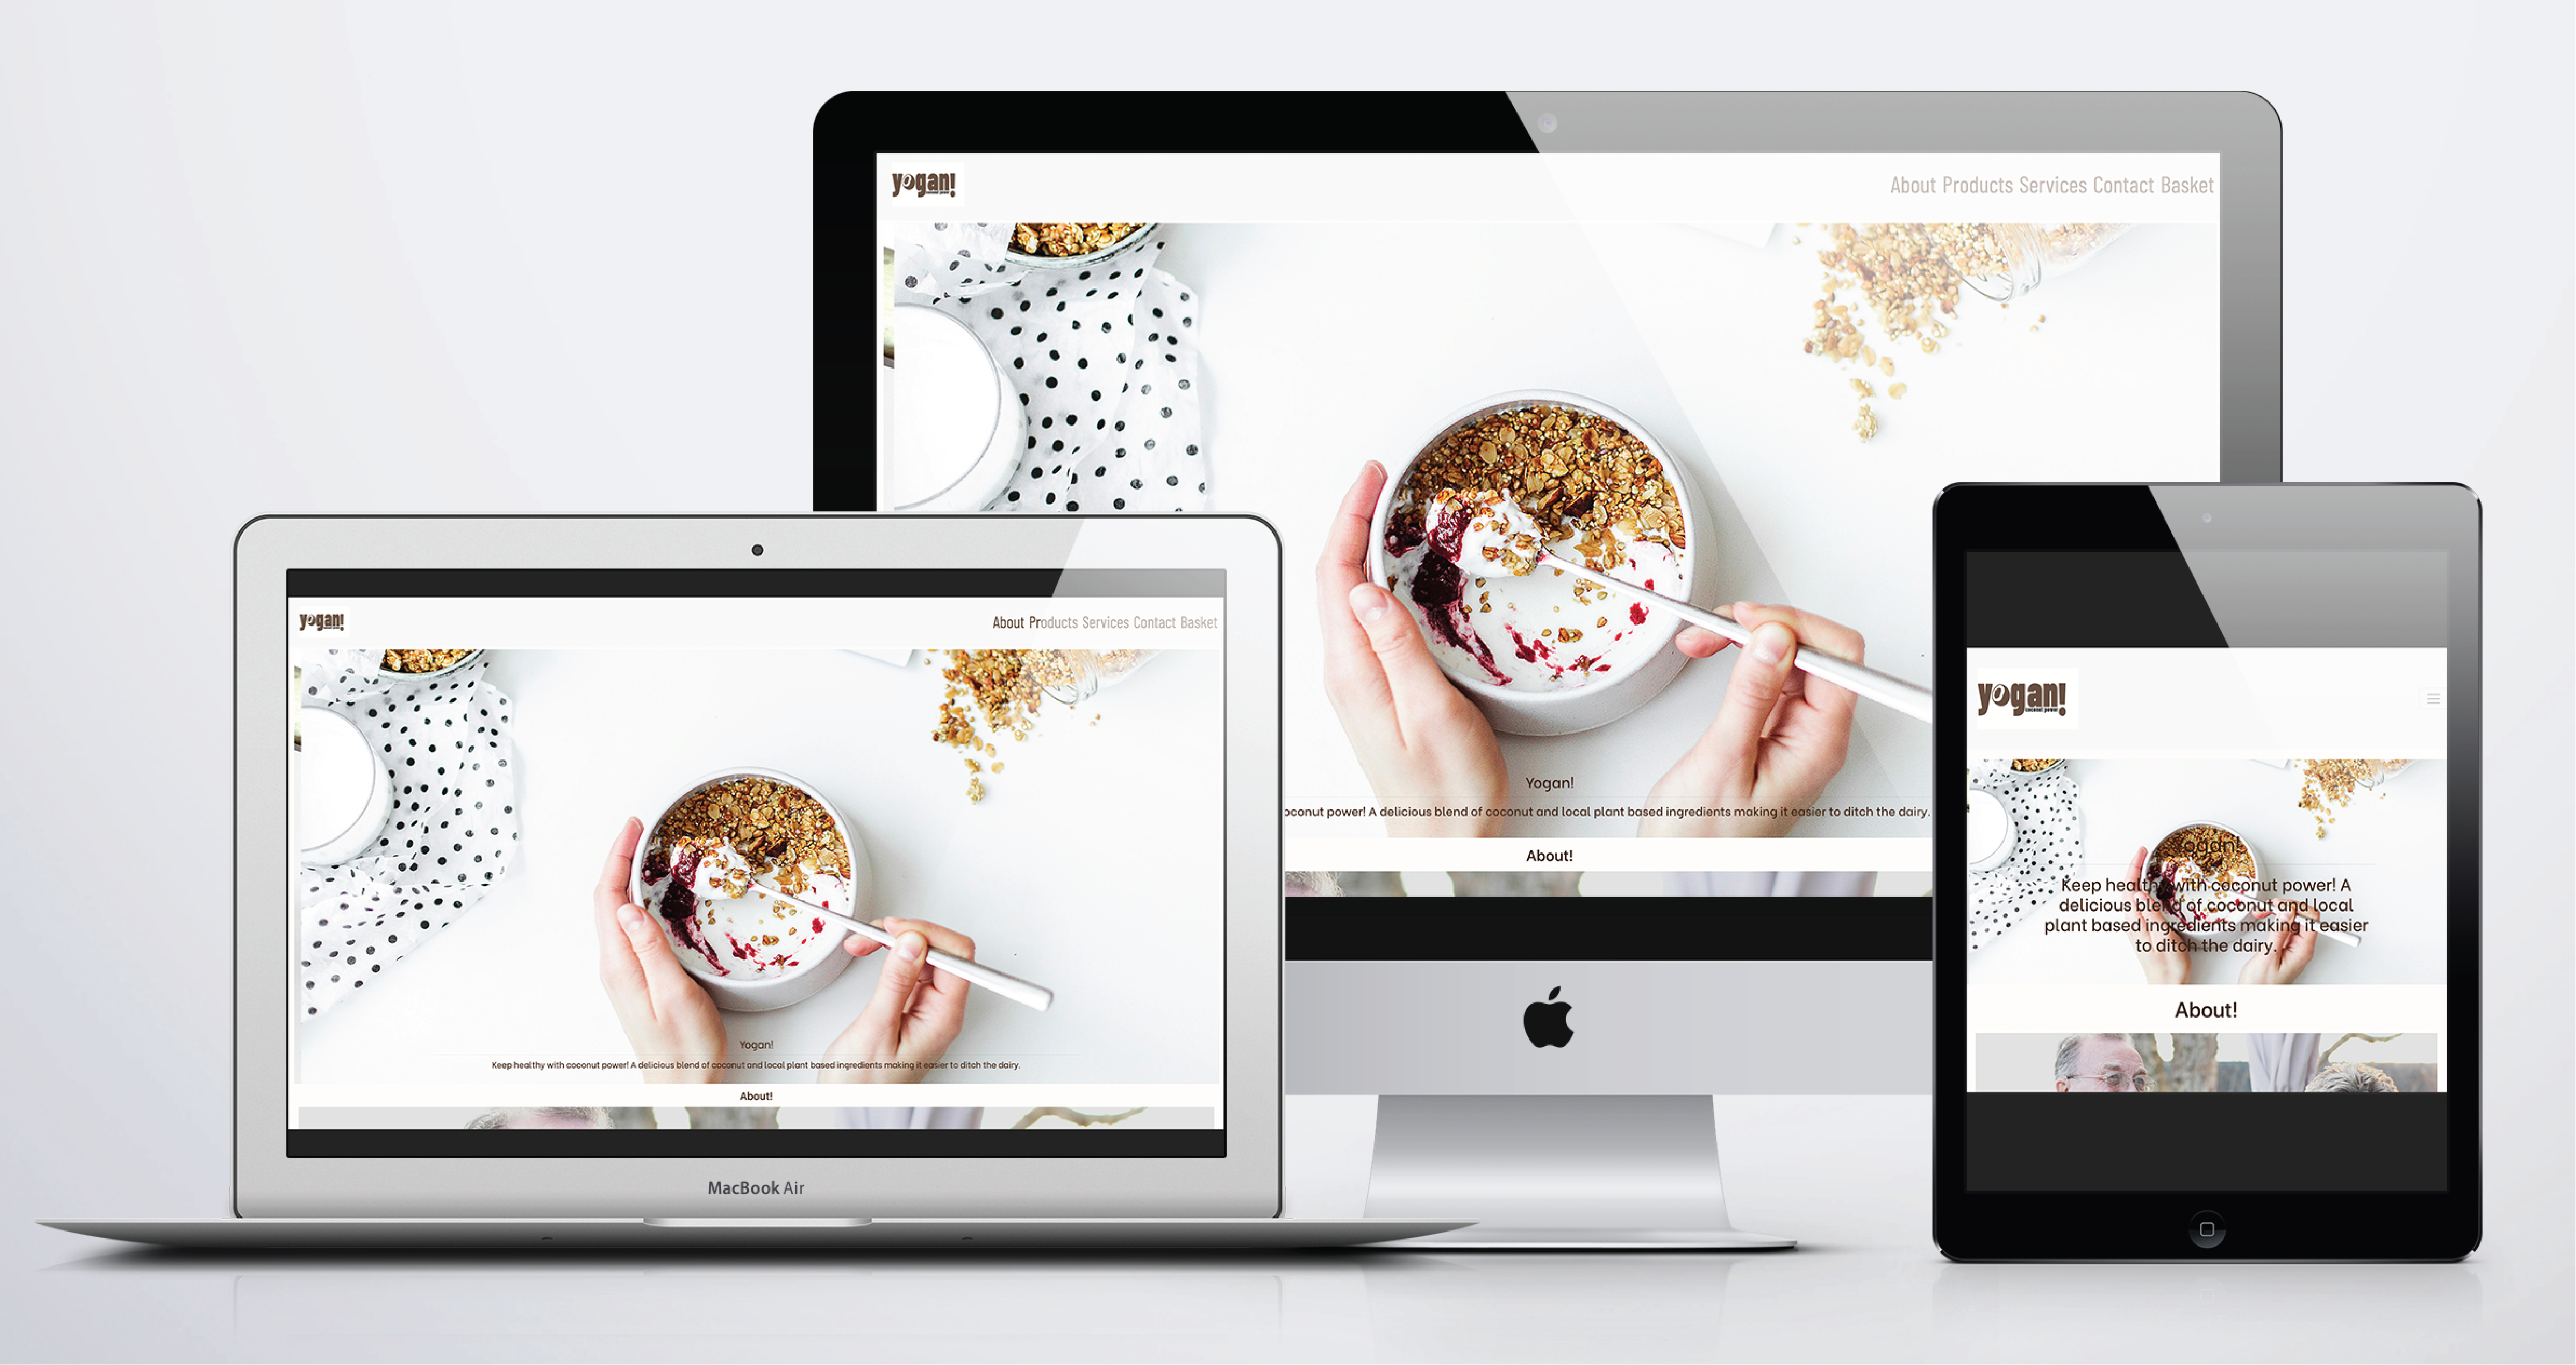 yogan!
About Products Services Contact Basket
Yogan!
oconut power! A delicious blend of coconut and local plant based ingredients making it easier to ditch the dairy.
About!
yogan!
About Products Services Contact Basket
Yogan!
Keep healthy with coconut power! A delicious blend of coconut and local plant based ingredients making it easier to ditch the dairy.
About!
MacBook Air
yogan!
coconut power
Yogan!
Keep healthy with coconut power! A
delicious blend of coconut and local
plant based ingredients making it easier
to ditch the dairy.
About!